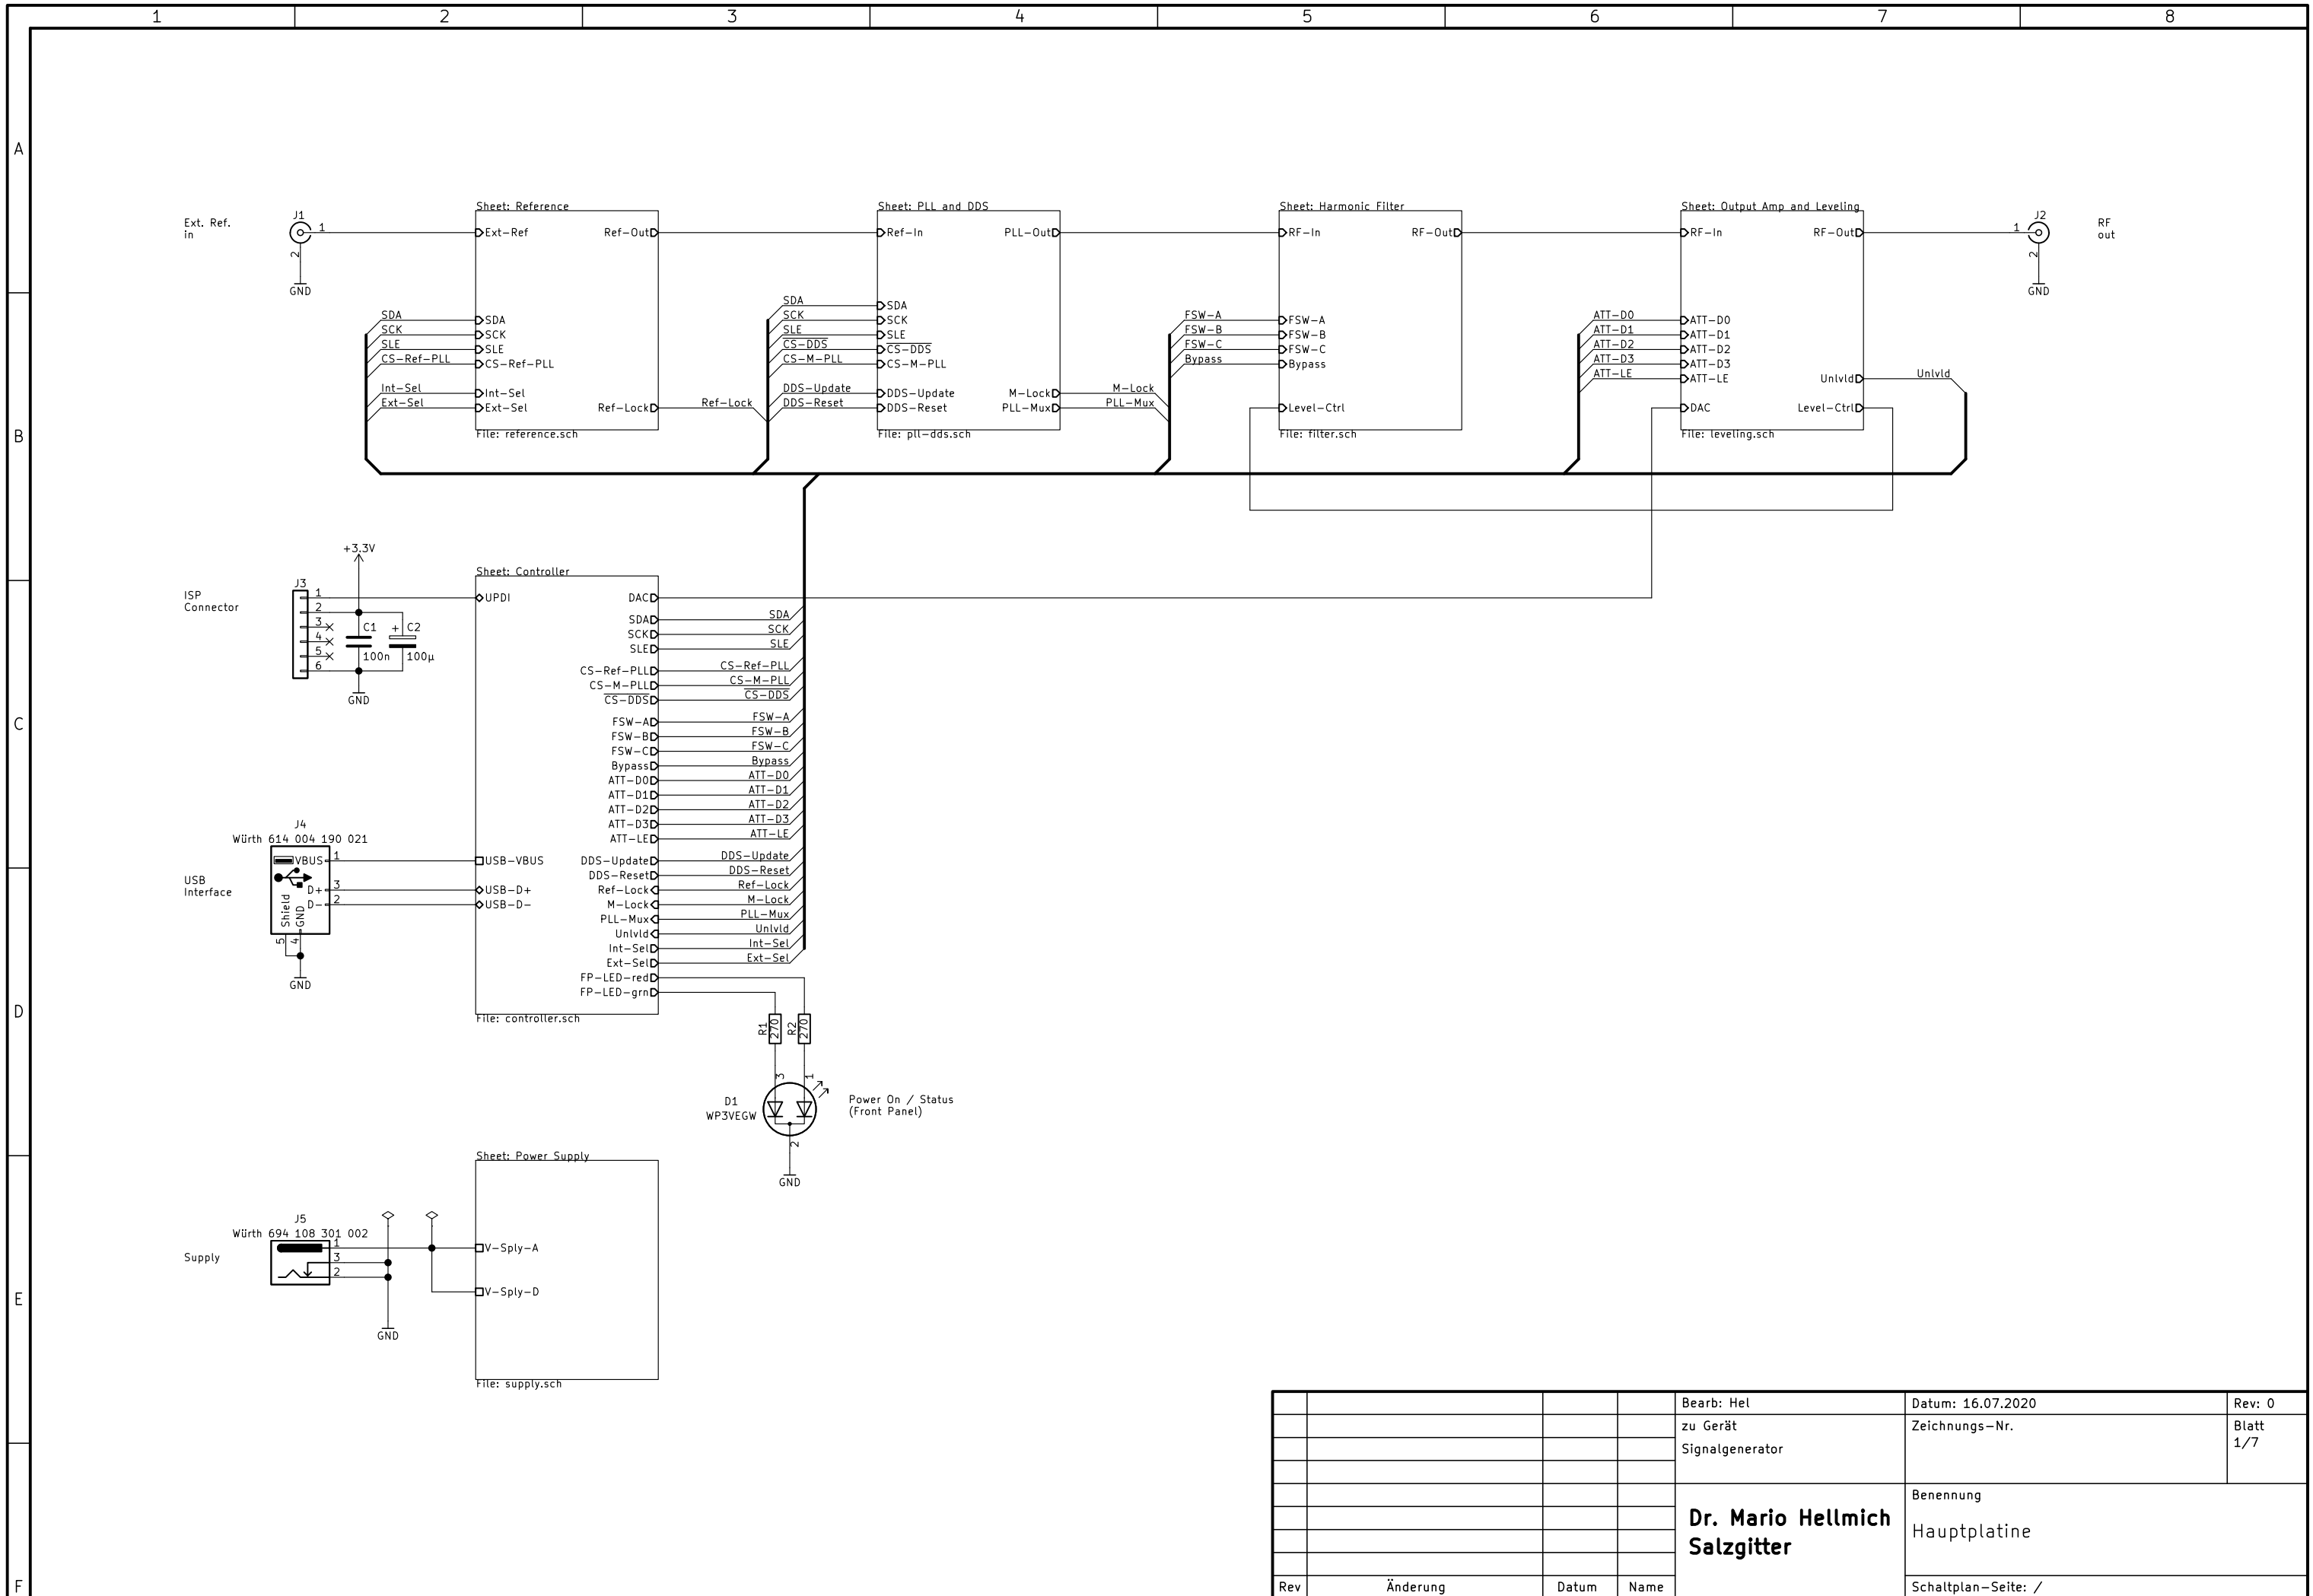 1 2 3 4 5 6 7 8
A
B
C
D
E
F
Ext. Ref.
in
J1
1
2
GND
Sheet: Reference
Ext-Ref
Ref-Out
SDA
SCK
SLE
CS-Ref-PLL
Int-Sel
Ext-Sel
SDA
SCK
SLE
CS-Ref-PLL
Int-Sel
Ext-Sel
Ref-Lock
Ref-Lock
File: reference.sch
Sheet: PLL and DDS
Ref-In
PLL-Out
SDA
SCK
SLE
CS-DDS
CS-M-PLL
DDS-Update
DDS-Reset
SDA
SCK
SLE
CS-DDS
CS-M-PLL
DDS-Update
DDS-Reset
M-Lock
PLL-Mux
M-Lock
PLL-Mux
File: pll-dds.sch
Sheet: Harmonic Filter
RF-In
RF-Out
FSW-A
FSW-B
FSW-C
Bypass
FSW-A
FSW-B
FSW-C
Bypass
Level-Ctrl
File: filter.sch
Sheet: Output Amp and Leveling
RF-In
RF-Out
ATT-D0
ATT-D1
ATT-D2
ATT-D3
ATT-LE
ATT-D0
ATT-D1
ATT-D2
ATT-D3
ATT-LE
DAC
Unlvld
Level-Ctrl
Unlvld
File: leveling.sch
J2
1
2
GND
RF
out
ISP
Connector
J3
1
2
3
4
5
6
+3.3V
C1
100n
+ C2
100µ
GND
Sheet: Controller
UPDI
USB-VBUS
USB-D+
USB-D-
DAC
SDA
SCK
SLE
CS-Ref-PLL
CS-M-PLL
CS-DDS
FSW-A
FSW-B
FSW-C
Bypass
ATT-D0
ATT-D1
ATT-D2
ATT-D3
ATT-LE
DDS-Update
DDS-Reset
Ref-Lock
M-Lock
PLL-Mux
Unlvld
Int-Sel
Ext-Sel
FP-LED-red
FP-LED-grn
SDA
SCK
SLE
CS-Ref-PLL
CS-M-PLL
CS-DDS
FSW-A
FSW-B
FSW-C
Bypass
ATT-D0
ATT-D1
ATT-D2
ATT-D3
ATT-LE
DDS-Update
DDS-Reset
Ref-Lock
M-Lock
PLL-Mux
Unlvld
Int-Sel
Ext-Sel
File: controller.sch
USB
Interface
J4
Würth 614 004 190 021
VBUS
D+
D-
Shield
GND
1
3
2
5
4
GND
R1
270
R2
270
3
1
D1
WP3VEGW
2
GND
Power On / Status
(Front Panel)
Sheet: Power Supply
V-Sply-A
V-Sply-D
File: supply.sch
Supply
J5
Würth 694 108 301 002
1
3
2
GND
Bearb: Hel
Datum: 16.07.2020
Rev: 0
zu Gerät
Signalgenerator
Zeichnungs-Nr.
Blatt
1/7
Dr. Mario Hellmich
Salzgitter
Benennung
Hauptplatine
Rev Änderung Datum Name
Schaltplan-Seite: /